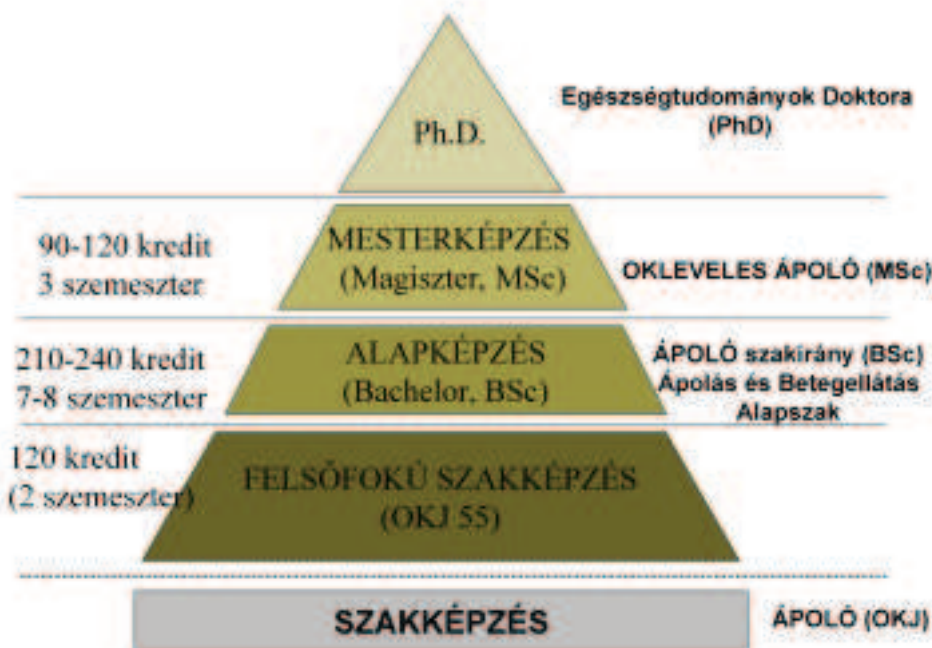 Ph.D.
Egészségtudományok Doktora
(PhD)
90-120 kredit
3 szemeszter
MESTERKÉPZÉS
(Magiszter, MSc)
OKLEVELES ÁPOLÓ (MSc)
210-240 kredit
7-8 szemeszter
ALAPKÉPZÉS
(Bachelor, BSc)
ÁPOLÓ szakirány (BSc)
Ápolás és Betegellátás
Alapszak
120 kredit
(2 szemeszter)
FELSŐFOKÚ SZAKKÉPZÉS
(OKJ 55)
SZAKKÉPZÉS
ÁPOLÓ (OKJ)